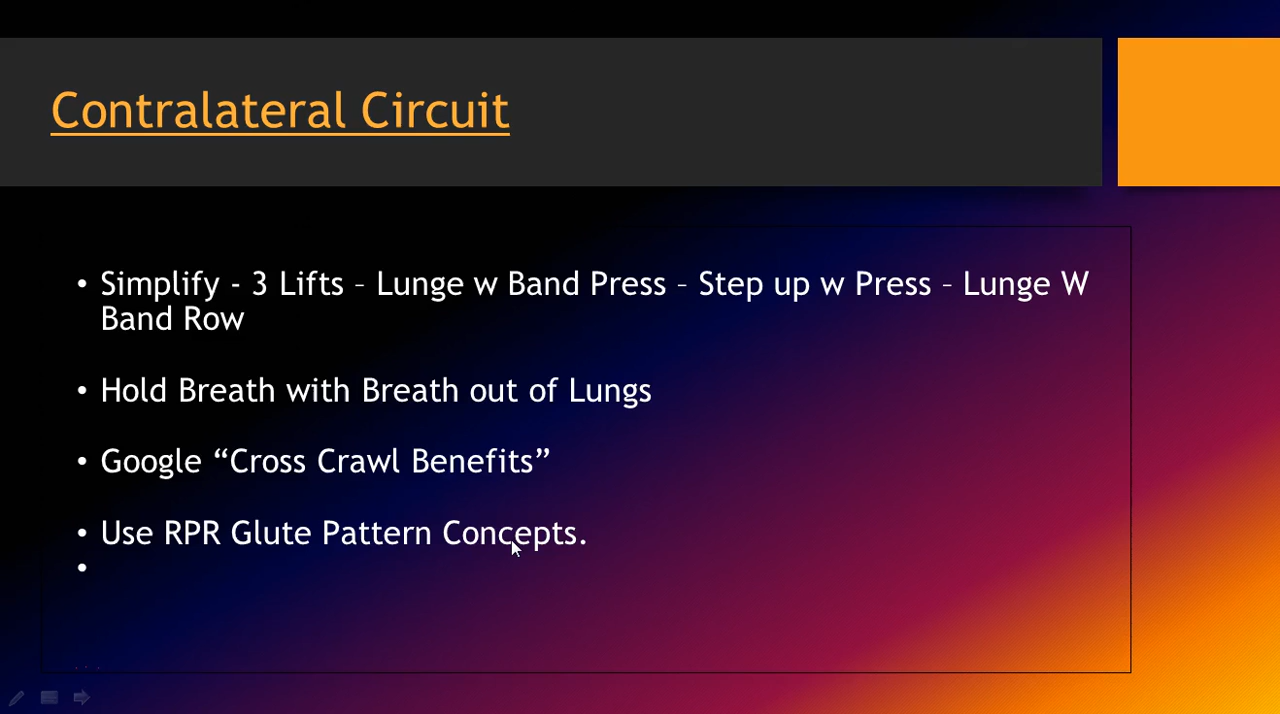 Contralateral Circuit
• Simplify - 3 Lifts – Lunge w Band Press – Step up w Press – Lunge W
Band Row
• Hold Breath with Breath out of Lungs
• Google “Cross Crawl Benefits”
• Use RPR Glute Pattern Concepts.
•